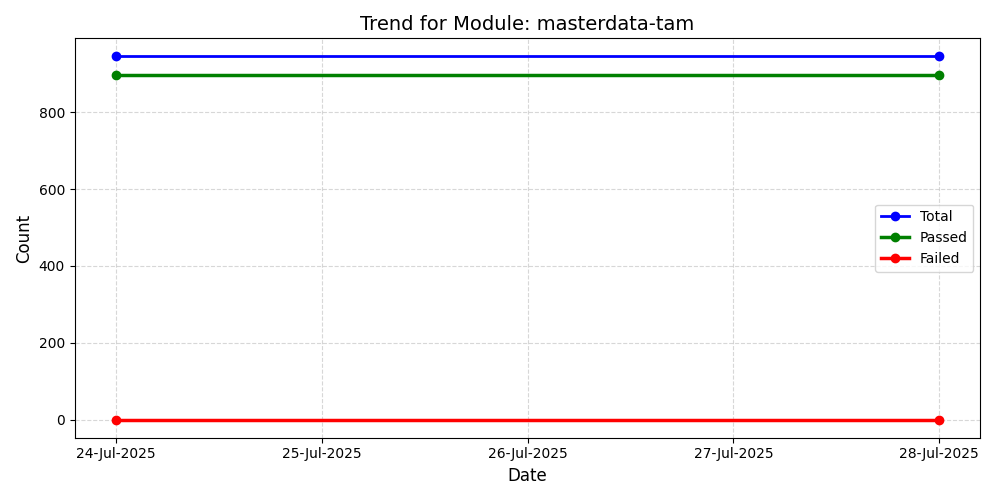 Trend for Module: masterdata-tam
Count
800
600
400
200
0
Total
Passed
Failed
24-Jul-2025
25-Jul-2025
26-Jul-2025
27-Jul-2025
28-Jul-2025
Date